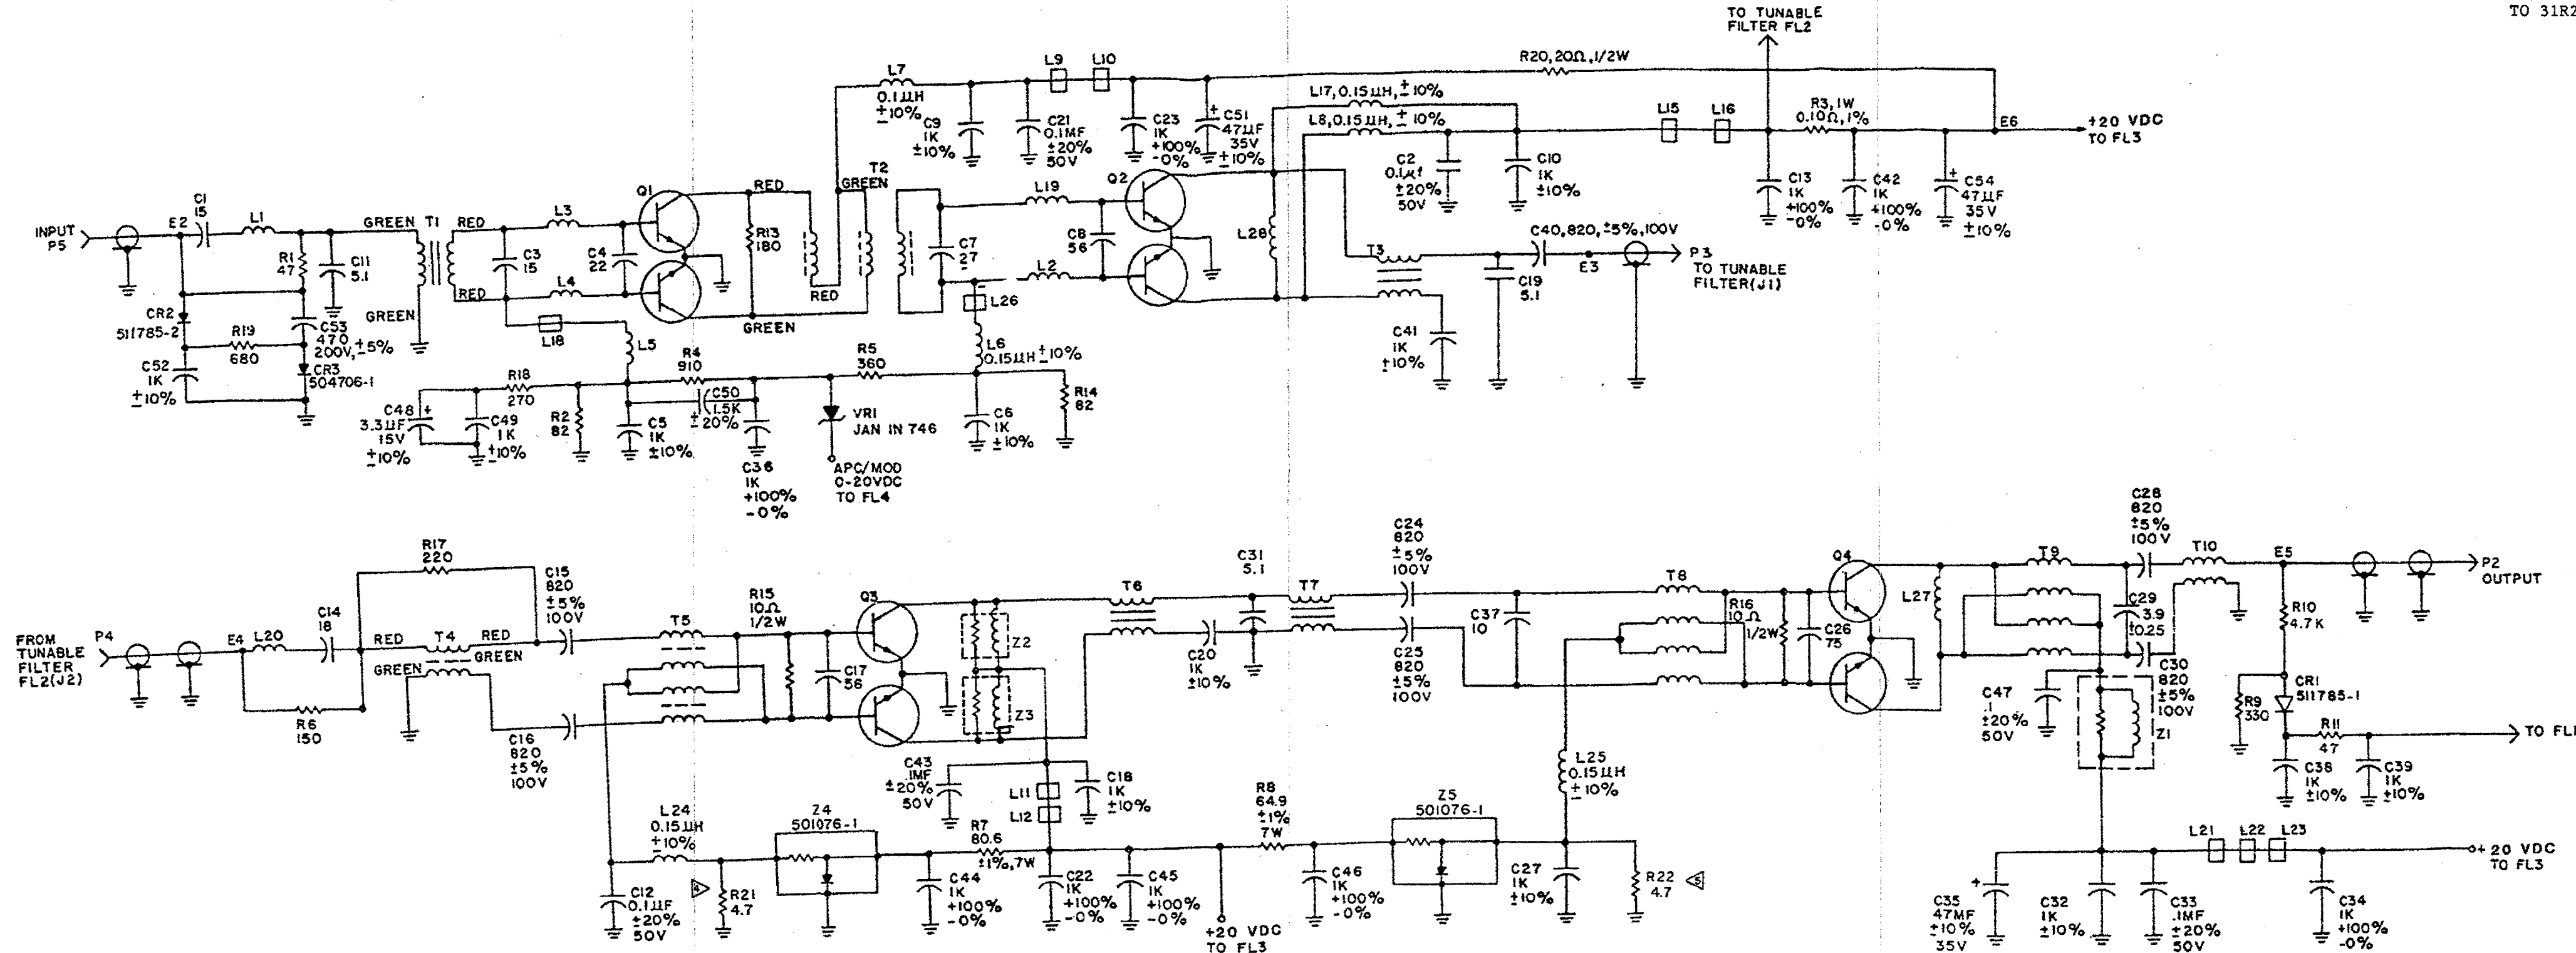 TO TUNABLE
FILTER FL2
TO 31R2
R20,20Ω,1/2W
L7
0.1µH
±10%
C9
1K
±10%
C21
0.1MF
±20%
50V
L9
L10
C23
1K
+100%
-0%
+
C51
47µF
35V
±10%
L17,0.15µH,±10%
L8,0.15µH,±10%
L15
L16
R3,1W
0.10Ω,1%
E6
+20 VDC
TO FL3
C2
0.1µf
±20%
50V
C10
1K
±10%
C13
1K
+100%
-0%
C42
1K
+100%
-0%
+
C54
47µF
35V
±10%
INPUT
P5
E2
C1
15
L1
R1
47
C11
5.1
GREEN
T1
RED
GREEN
RED
C3
15
L3
L4
C4
22
Q1
RED
R13
180
GREEN
RED
T2
GREEN
C7
27
L19
L2
C8
56
Q2
L28
L26
L6
0.15µH±10%
T3
C40,820,±5%,100V
C19
5.1
E3
P3
TO TUNABLE
FILTER(J1)
C41
1K
±10%
CR2
511785-2
R19
680
C53
470
200V,±5%
C52
1K
±10%
CR3
504706-1
L18
L5
R4
910
R5
360
R18
270
C48
+
3.3µF
15V
±10%
C49
1K
±10%
R2
82
C5
1K
±10%
C50
1.5K
±20%
C36
1K
+100%
-0%
VR1
JAN IN 746
APC/MOD
0-20VDC
TO FL4
C6
1K
±10%
R14
82
FROM
TUNABLE
FILTER
FL2(J2)
P4
E4
L20
C14
18
R6
150
R17
220
RED
T4
RED
GREEN
GREEN
C15
820
±5%
100V
C16
820
±5%
100V
T5
R15
10Ω
1/2W
C17
56
Q3
Z2
Z3
T6
C20
1K
±10%
C31
5.1
T7
C24
820
±5%
100V
C25
820
±5%
100V
C37
10
T8
R16
10Ω
1/2W
C26
75
Q4
L27
T9
C28
820
±5%
100V
T10
E5
P2
OUTPUT
C29
3.9
±0.25
C30
820
±5%
100V
R10
4.7K
CR1
511785-1
R9
330
R11
47
TO FL1
C38
1K
±10%
C39
1K
±10%
C47
.1
±20%
50V
Z1
L24
0.15µH
±10%
C12
0.1µF
±20%
50V
4
R21
4.7
Z4
501076-1
C43
.1MF
±20%
50V
L11
L12
C18
1K
±10%
R7
80.6
±1%,7W
C44
1K
+100%
-0%
C22
1K
+100%
-0%
C45
1K
+100%
-0%
+20 VDC
TO FL3
R8
64.9
±1%
7W
C46
1K
+100%
-0%
Z5
501076-1
L25
0.15µH
±10%
C27
1K
±10%
R22
4.7
5
C35
+
47MF
±10%
35V
C32
1K
±10%
C33
.1MF
±20%
50V
L21
L22
L23
C34
1K
+100%
-0%
+ 20 VDC
TO FL3